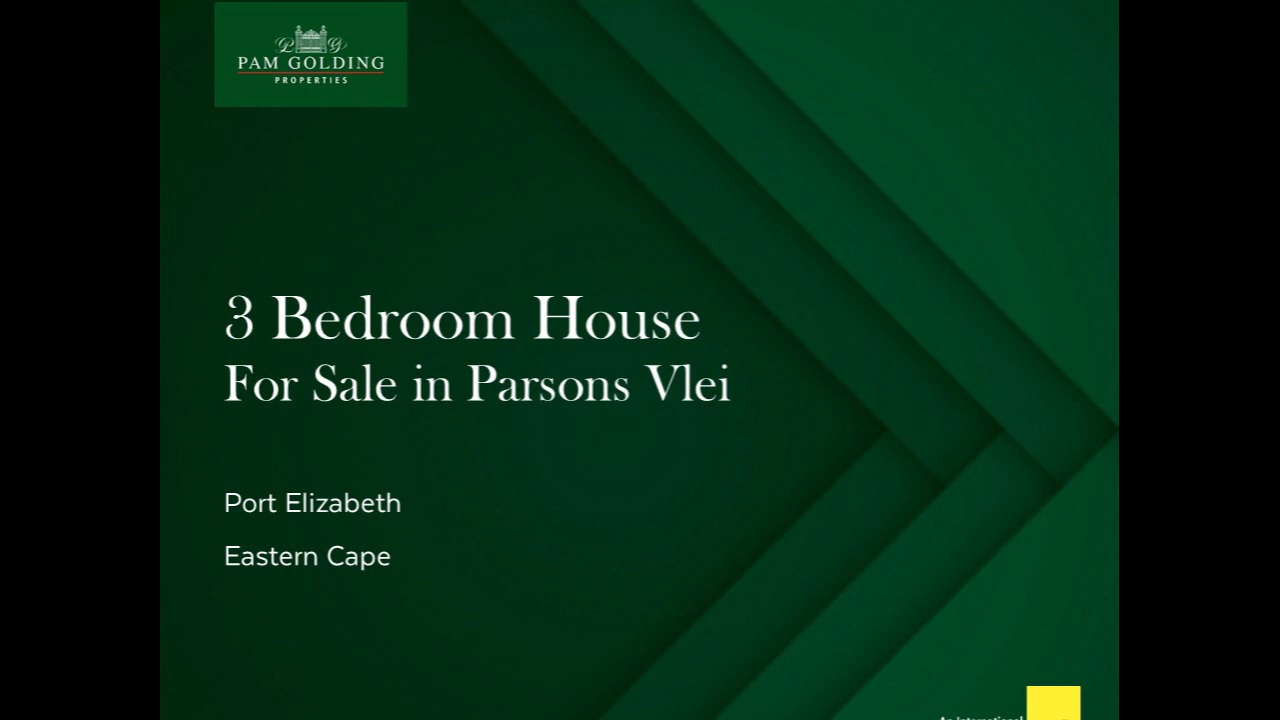 P G
PAM GOLDING
PROPERTIES
3 Bedroom House
For Sale in Parsons Vlei
Port Elizabeth
Eastern Cape